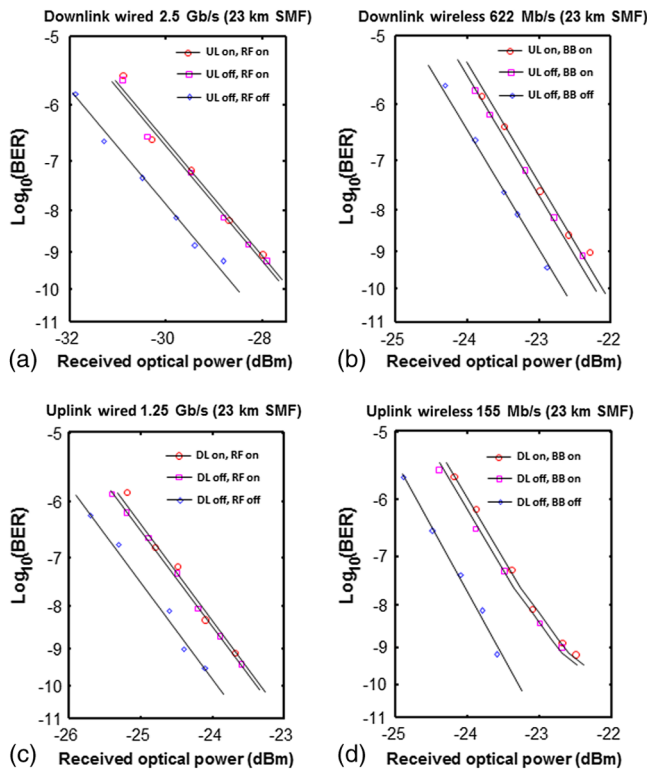 Downlink wired 2.5 Gb/s (23 km SMF)
-5
-6
-7
-8
-9
-10
-11
Log10(BER)
UL on, RF on
UL off, RF on
UL off, RF off
-32
-30
-28
(a) Received optical power (dBm)
Downlink wireless 622 Mb/s (23 km SMF)
-5
-6
-7
-8
-9
-10
-11
Log10(BER)
UL on, BB on
UL off, BB on
UL off, BB off
-25
-24
-23
-22
(b) Received optical power (dBm)
Uplink wired 1.25 Gb/s (23 km SMF)
-5
-6
-7
-8
-9
-10
-11
Log10(BER)
DL on, RF on
DL off, RF on
DL off, RF off
-26
-25
-24
-23
(c) Received optical power (dBm)
Uplink wireless 155 Mb/s (23 km SMF)
-5
-6
-7
-8
-9
-10
-11
Log10(BER)
DL on, BB on
DL off, BB on
DL off, BB off
-25
-24
-23
-22
(d) Received optical power (dBm)